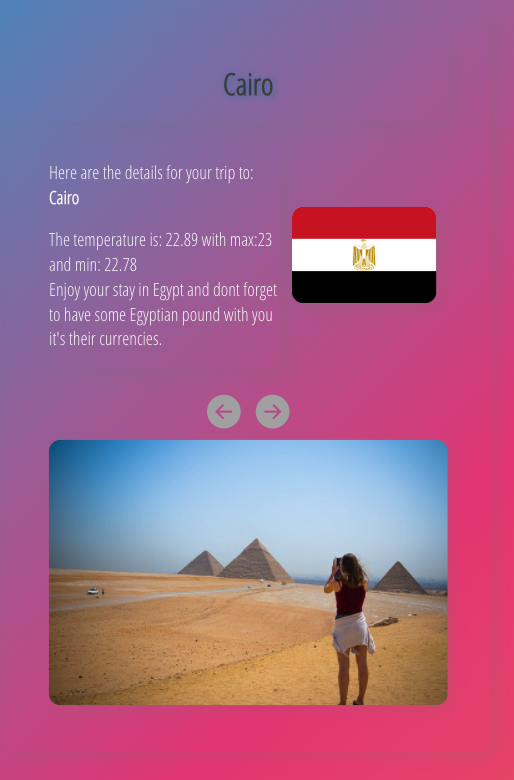 Cairo
Here are the details for your trip to:
Cairo
The temperature is: 22.89 with max:23
and min: 22.78
Enjoy your stay in Egypt and dont forget
to have some Egyptian pound with you
it's their currencies.